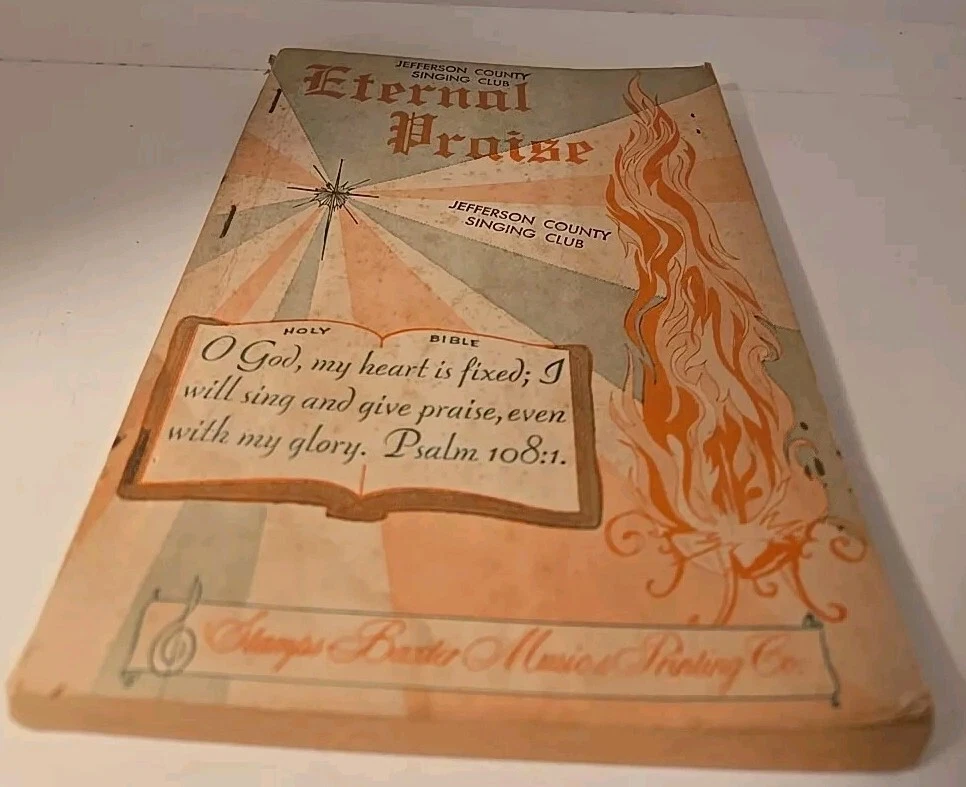 JEFFERSON COUNTY
SINGING CLUB
Eternal
Praise
JEFFERSON COUNTY
SINGING CLUB
HOLY BIBLE
O God, my heart is fixed; I
will sing and give praise, even
with my glory. Psalm 108:1.
Stamps Baxter Music & Printing Co.